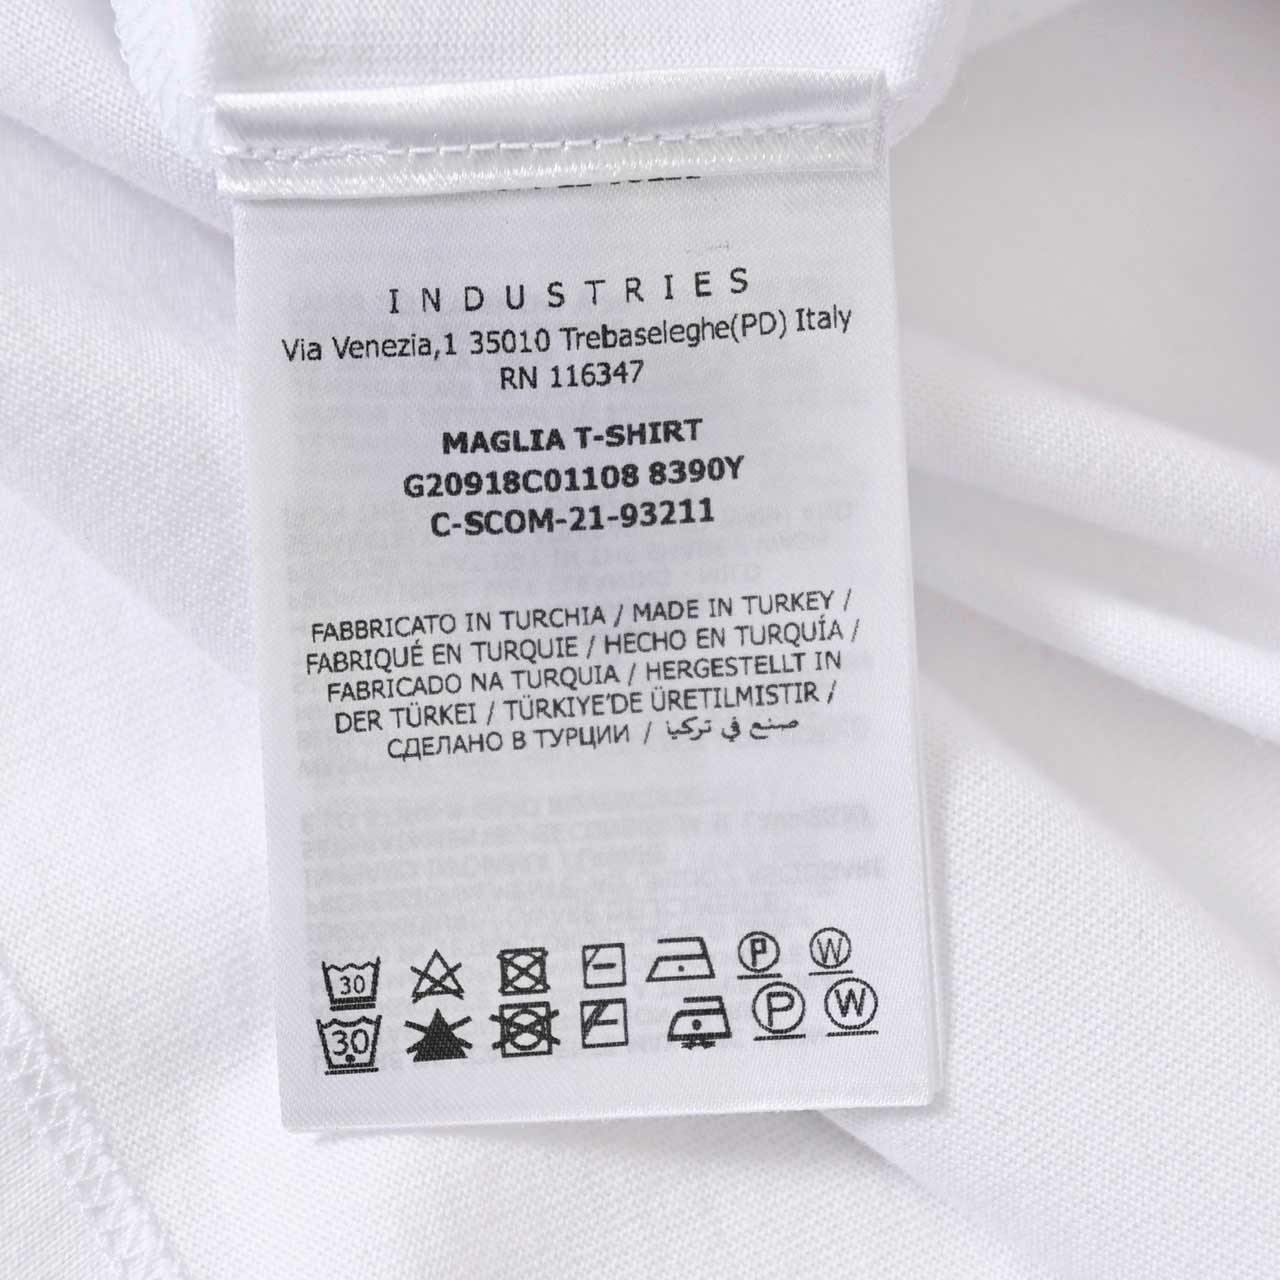 INDUSTRIES
Via Venezia,1 35010 Trebaseleghe(PD) Italy
RN 116347
MAGLIA T-SHIRT
G20918C01108 8390Y
C-SCOM-21-93211
FABBRICATO IN TURCHIA / MADE IN TURKEY /
FABRIQUÉ EN TURQUIE / HECHO EN TURQUÍA /
FABRICADO NA TURQUIA / HERGESTELLT IN
DER TÜRKEI / TÜRKIYE'DE ÜRETILMISTIR /
СДЕЛАНО В ТУРЦИИ / صنع في تركيا
30 P W
30 P W